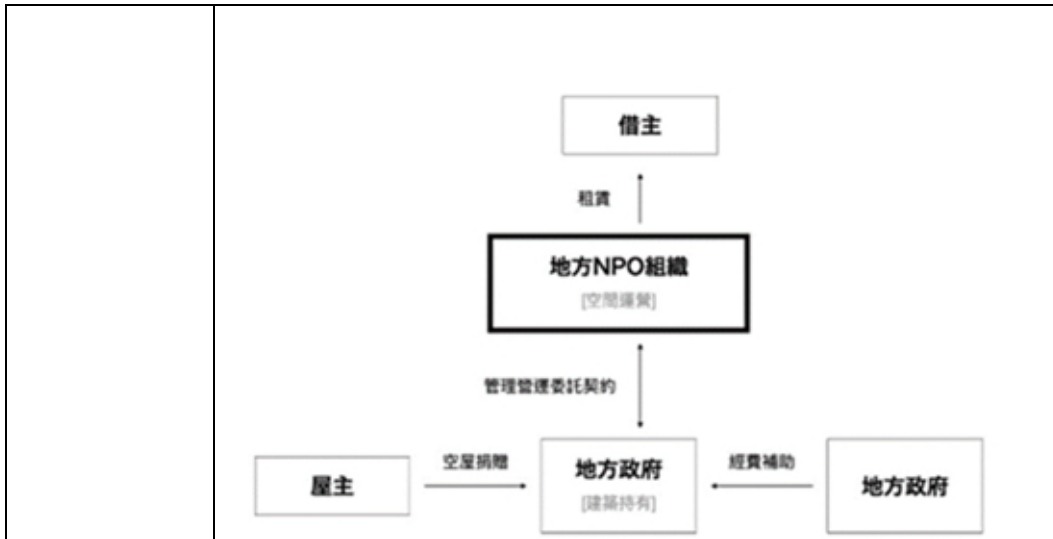 借主
租賃
地方NPO組織
[空間運營]
管理營運委託契約
屋主
空屋捐贈
地方政府
[建築持有]
經費補助
地方政府